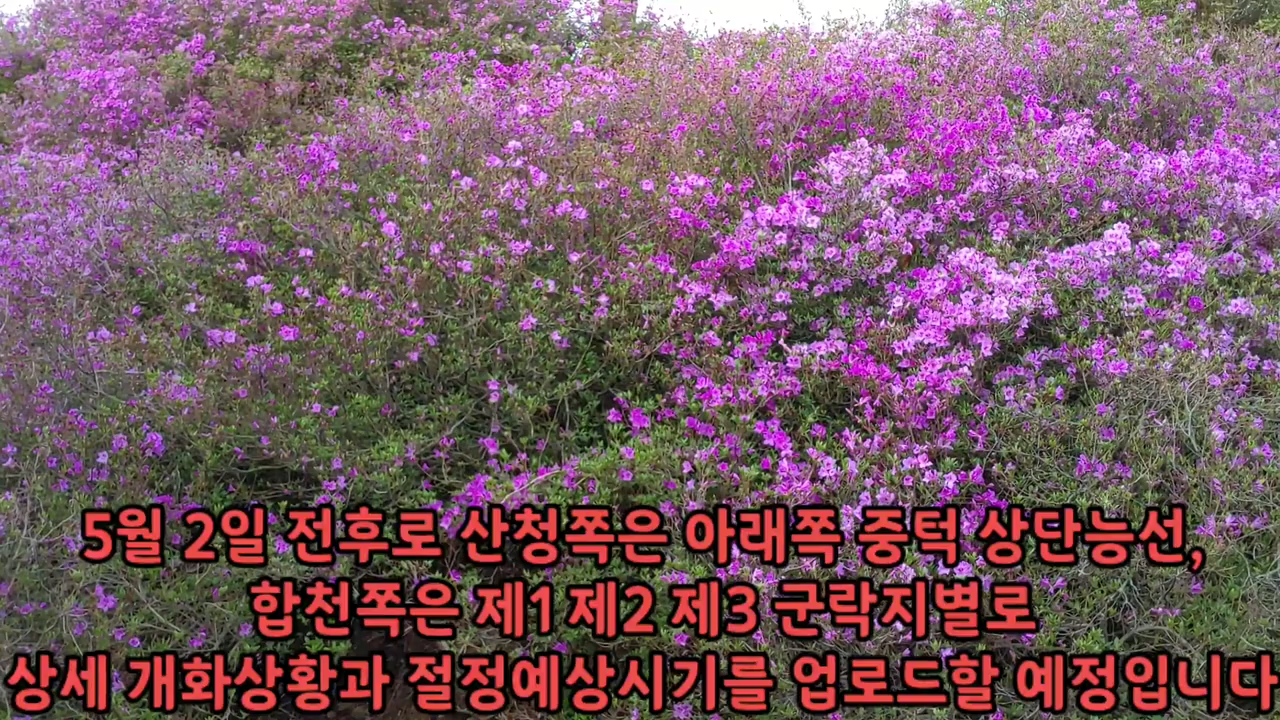 5월 2일 전후로 산청쪽은 아래쪽 중턱 상단능선,
합천쪽은 제1 제2 제3 군락지별로
상세 개화상황과 절정예상시기를 업로드할 예정입니다